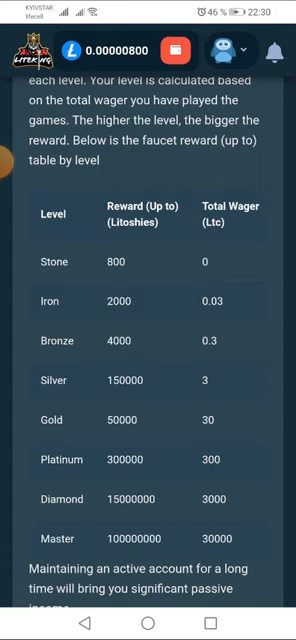 KYIVSTAR
lifecell
46 %
22:30
LITEKING
0.00000800
each level. Your level is calculated based
on the total wager you have played the
games. The higher the level, the bigger the
reward. Below is the faucet reward (up to)
table by level
Level Reward (Up to) (Litoshies) Total Wager (Ltc)
Stone 800 0
Iron 2000 0.03
Bronze 4000 0.3
Silver 150000 3
Gold 50000 30
Platinum 300000 300
Diamond 15000000 3000
Master 100000000 30000
Maintaining an active account for a long
time will bring you significant passive
income